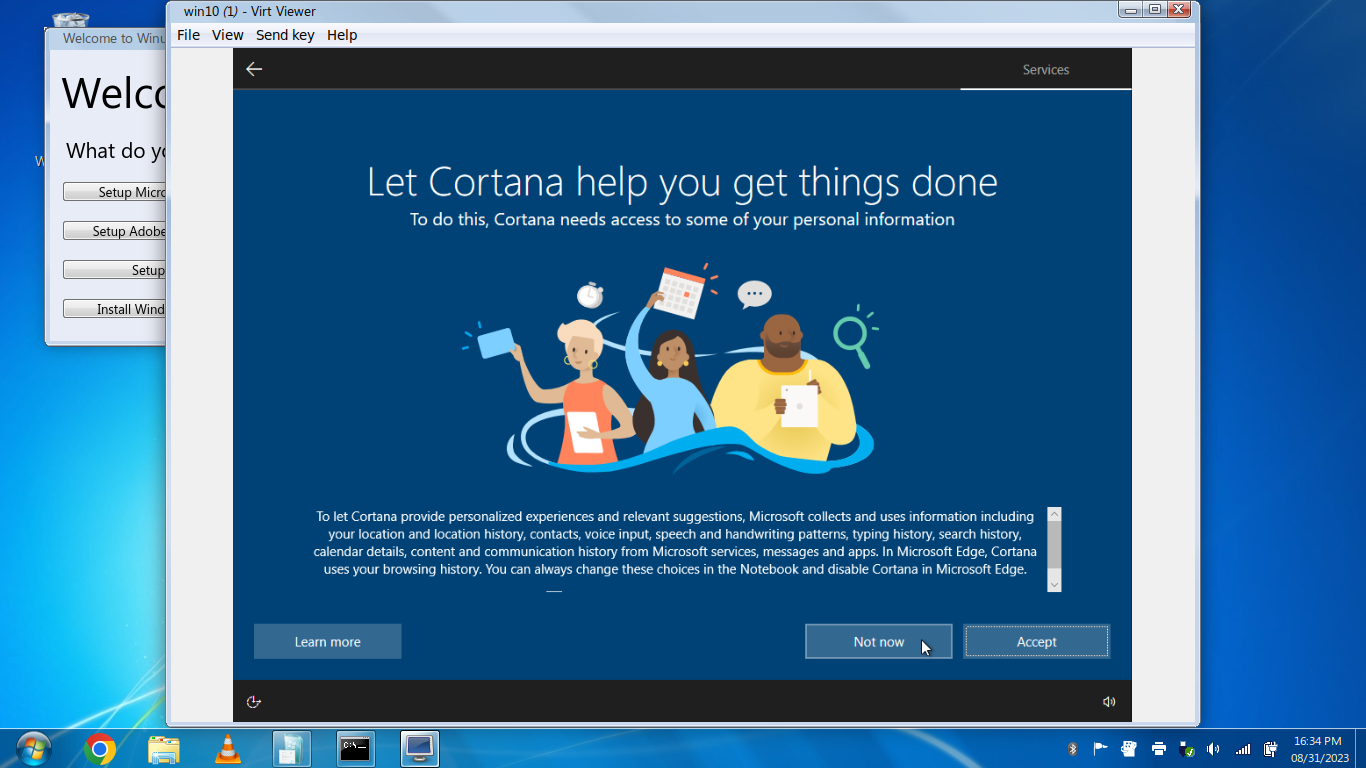 win10 (1) - Virt Viewer
File View Send key Help
Welcome to Winu
Welco
What do yo
W
Setup Micro
Setup Adobe
Setup
Install Wind
Services
Let Cortana help you get things done
To do this, Cortana needs access to some of your personal information
To let Cortana provide personalized experiences and relevant suggestions, Microsoft collects and uses information including
your location and location history, contacts, voice input, speech and handwriting patterns, typing history, search history,
calendar details, content and communication history from Microsoft services, messages and apps. In Microsoft Edge, Cortana
uses your browsing history. You can always change these choices in the Notebook and disable Cortana in Microsoft Edge.
Learn more
Not now
Accept
C:\._
16:34 PM
08/31/2023